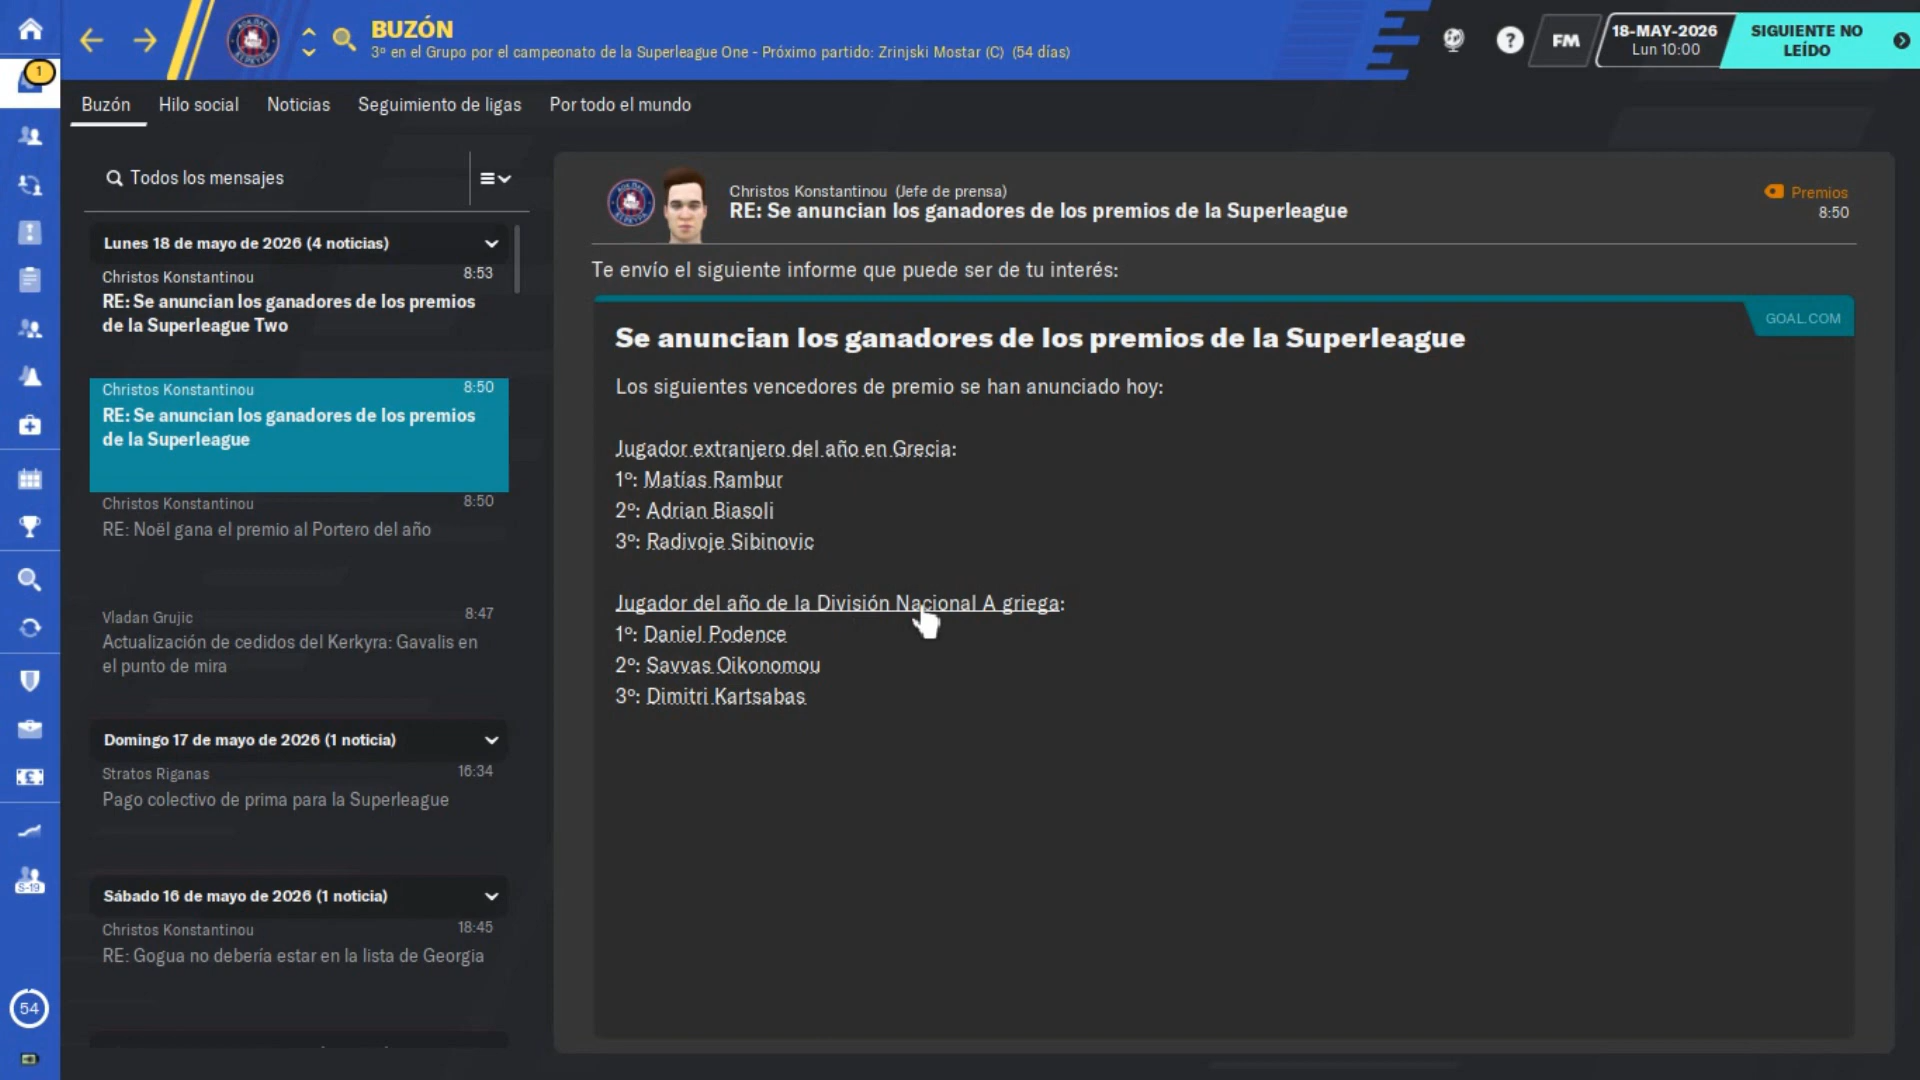 BUZÓN
3º en el Grupo por el campeonato de la Superleague One - Próximo partido: Zrinjski Mostar (C) (54 días)
FM
18-MAY-2026
Lun 10:00
SIGUIENTE NO
LEÍDO
1
Buzón
Hilo social
Noticias
Seguimiento de ligas
Por todo el mundo
Todos los mensajes
Lunes 18 de mayo de 2026 (4 noticias)
Christos Konstantinou 8:53
RE: Se anuncian los ganadores de los premios
de la Superleague Two
Christos Konstantinou 8:50
RE: Se anuncian los ganadores de los premios
de la Superleague
Christos Konstantinou 8:50
RE: Noël gana el premio al Portero del año
Vladan Grujic 8:47
Actualización de cedidos del Kerkyra: Gavalis en
el punto de mira
Domingo 17 de mayo de 2026 (1 noticia)
Stratos Riganas 16:34
Pago colectivo de prima para la Superleague
Sábado 16 de mayo de 2026 (1 noticia)
Christos Konstantinou 18:45
RE: Gogua no debería estar en la lista de Georgia
S-19
54
Christos Konstantinou (Jefe de prensa)
RE: Se anuncian los ganadores de los premios de la Superleague
Premios
8:50
Te envío el siguiente informe que puede ser de tu interés:
GOAL.COM
Se anuncian los ganadores de los premios de la Superleague
Los siguientes vencedores de premio se han anunciado hoy:
Jugador extranjero del año en Grecia:
1º: Matías Rambur
2º: Adrian Biasoli
3º: Radivoje Sibinovic
Jugador del año de la División Nacional A griega:
1º: Daniel Podence
2º: Savvas Oikonomou
3º: Dimitri Kartsabas